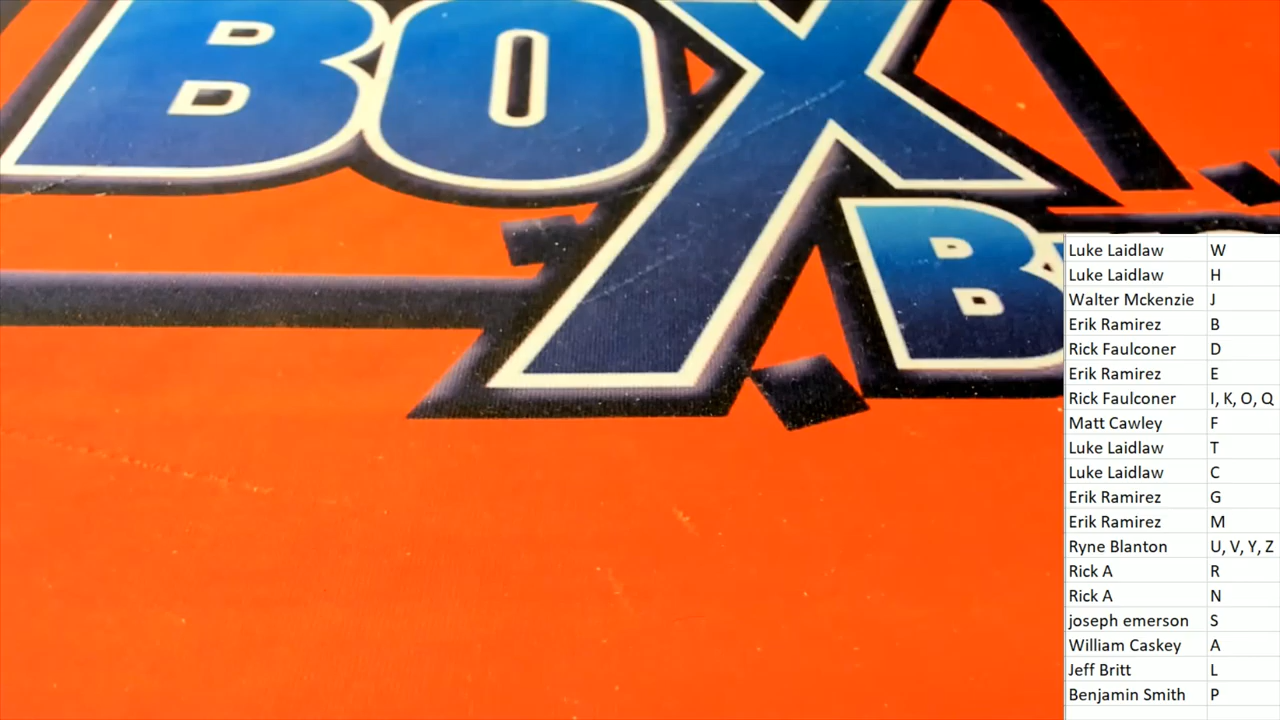 BOX
B
Luke Laidlaw W
Luke Laidlaw H
Walter Mckenzie J
Erik Ramirez B
Rick Faulconer D
Erik Ramirez E
Rick Faulconer I, K, O, Q
Matt Cawley F
Luke Laidlaw T
Luke Laidlaw C
Erik Ramirez G
Erik Ramirez M
Ryne Blanton U, V, Y, Z
Rick A R
Rick A N
joseph emerson S
William Caskey A
Jeff Britt L
Benjamin Smith P